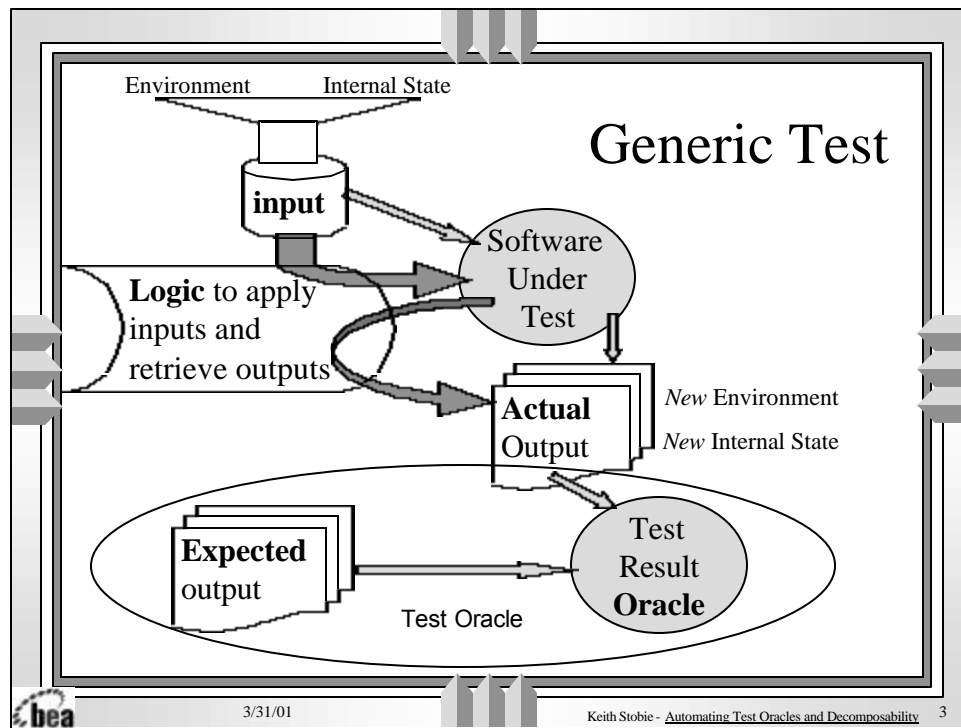 Environment
Internal State
Generic Test
input
Software
Under
Test
Logic to apply
inputs and
retrieve outputs
Actual
Output
New Environment
New Internal State
Expected
output
Test
Result
Oracle
Test Oracle
bea
3/31/01
Keith Stobie - Automating Test Oracles and Decomposability
3